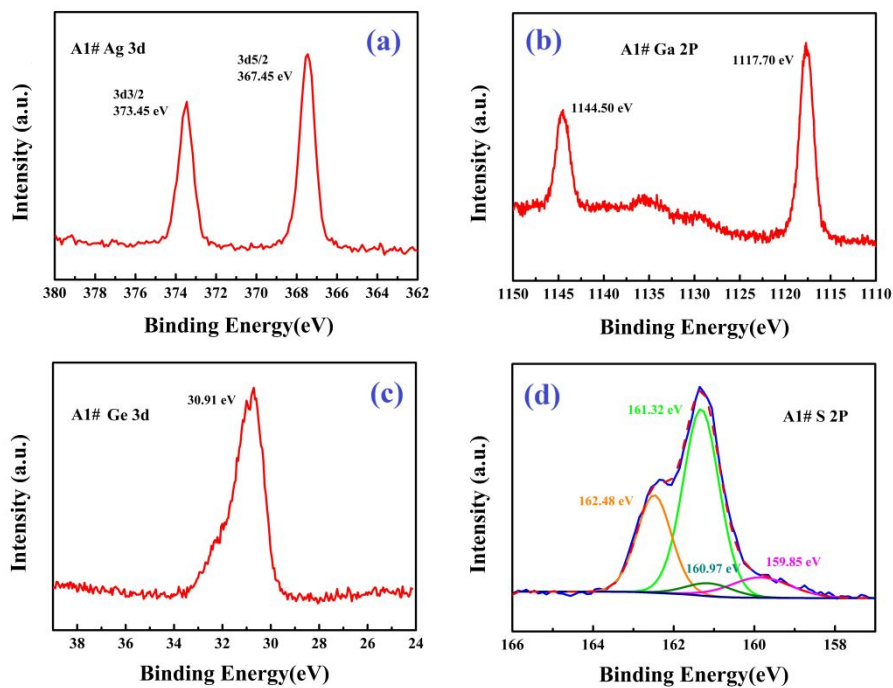 A1# Ag 3d
(a)
3d5/2
367.45 eV
3d3/2
373.45 eV
Intensity (a.u.)
380 378 376 374 372 370 368 366 364 362
Binding Energy(eV)
A1# Ga 2P
(b)
1117.70 eV
1144.50 eV
Intensity (a.u.)
1150 1145 1140 1135 1130 1125 1120 1115 1110
Binding Energy(eV)
(c)
30.91 eV
A1# Ge 3d
Intensity (a.u.)
38 36 34 32 30 28 26 24
Binding Energy(eV)
(d)
161.32 eV
A1# S 2P
162.48 eV
160.97 eV
159.85 eV
Intensity (a.u.)
166 164 162 160 158
Binding Energy(eV)